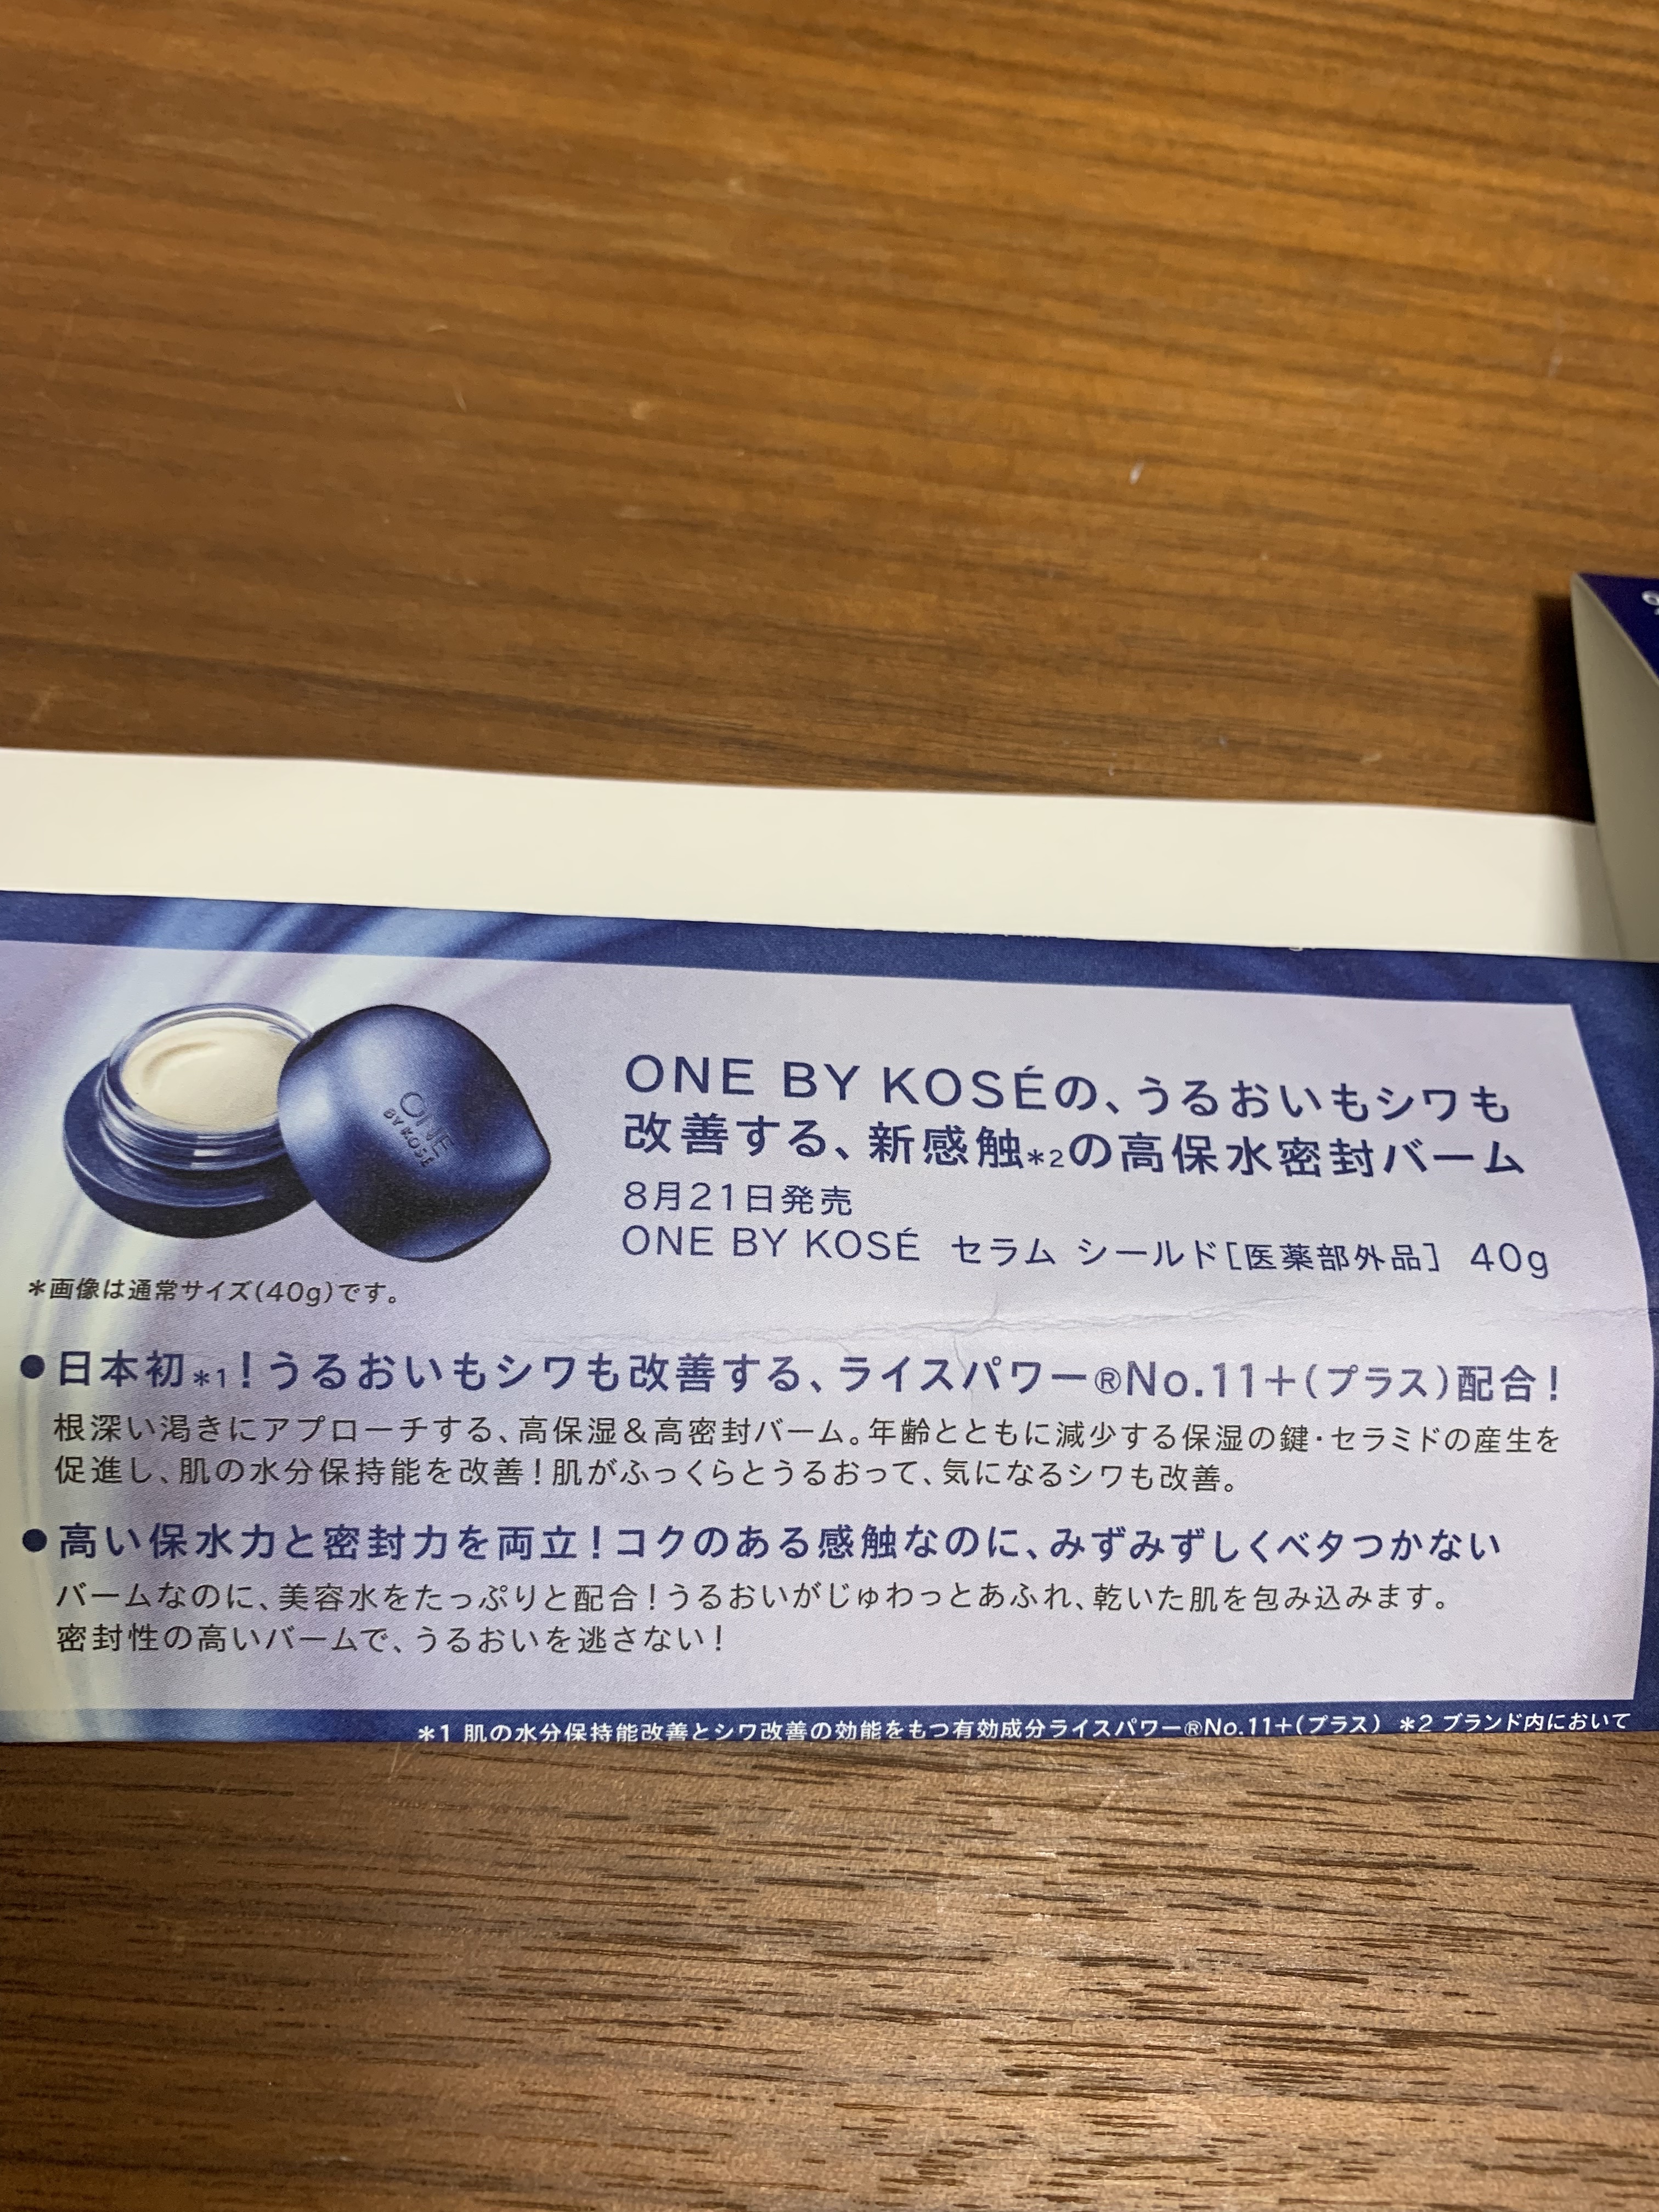 ONE
BY KOSÉ
ONE BY KOSÉの、うるおいもシワも
改善する、新感触*2の高保水密封バーム
8月21日発売
ONE BY KOSÉ セラム シールド[医薬部外品] 40g
*画像は通常サイズ(40g)です。
●日本初*1!うるおいもシワも改善する、ライスパワー®No.11+(プラス)配合!
根深い渇きにアプローチする、高保湿&高密封バーム。年齢とともに減少する保湿の鍵・セラミドの産生を
促進し、肌の水分保持能を改善!肌がふっくらとうるおって、気になるシワも改善。
●高い保水力と密封力を両立!コクのある感触なのに、みずみずしくベタつかない
バームなのに、美容水をたっぷりと配合!うるおいがじゅわっとあふれ、乾いた肌を包み込みます。
密封性の高いバームで、うるおいを逃さない!
*1 肌の水分保持能改善とシワ改善の効能をもつ有効成分ライスパワー®No.11+(プラス) *2 ブランド内において